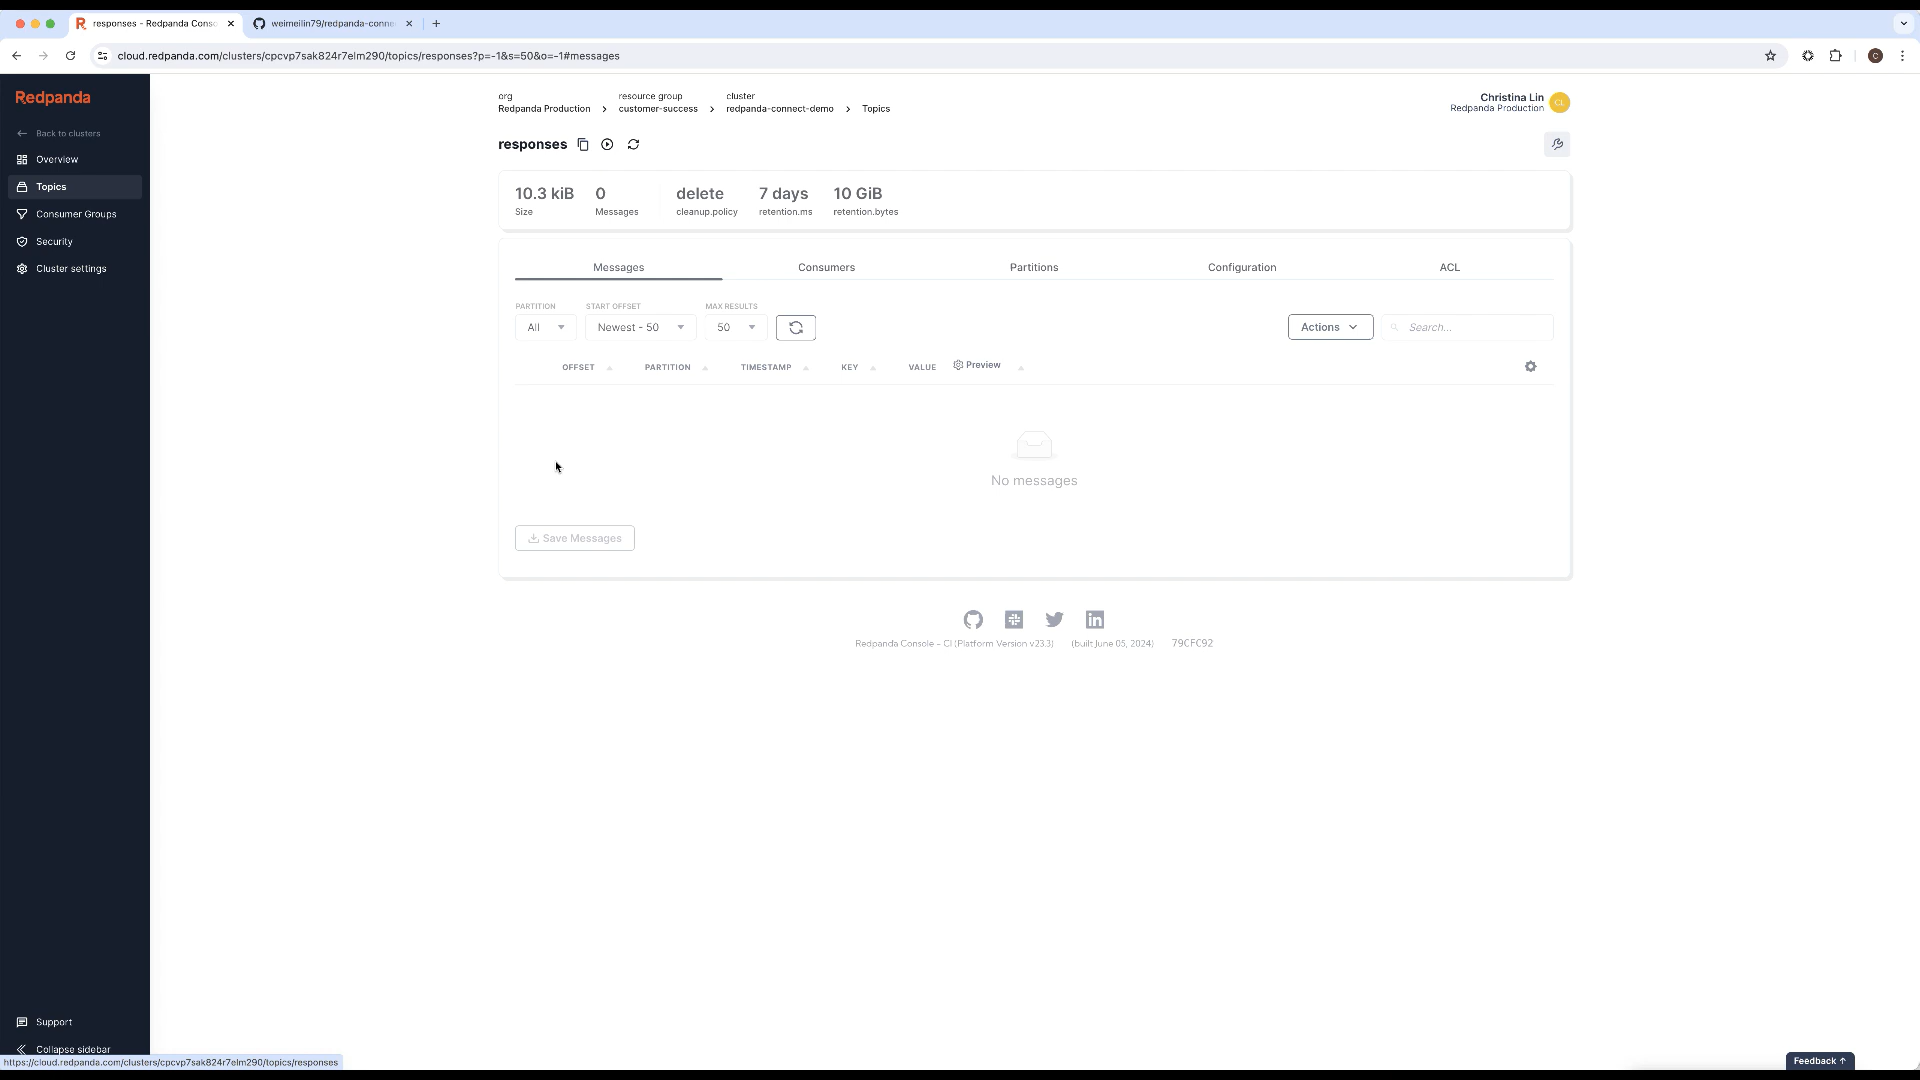 responses - Redpanda Conso
weimeilin79/redpanda-conne
cloud.redpanda.com/clusters/cpcvp7sak824r7elm290/topics/responses?p=-1&s=50&o=-1#messages
C
Redpanda
Back to clusters
Overview
Topics
Consumer Groups
Security
Cluster settings
org
Redpanda Production
resource group
customer-success
cluster
redpanda-connect-demo
Topics
Christina Lin
Redpanda Production
CL
responses
10.3 kiB
Size
0
Messages
delete
cleanup.policy
7 days
retention.ms
10 GiB
retention.bytes
Messages
Consumers
Partitions
Configuration
ACL
PARTITION
All
START OFFSET
Newest - 50
MAX RESULTS
50
Actions
Search...
OFFSET
PARTITION
TIMESTAMP
KEY
VALUE
Preview
No messages
Save Messages
Redpanda Console - CI (Platform Version v23.3)
(built June 05, 2024)
79CFC92
Support
Collapse sidebar
https://cloud.redpanda.com/clusters/cpcvp7sak824r7elm290/topics/responses
Feedback